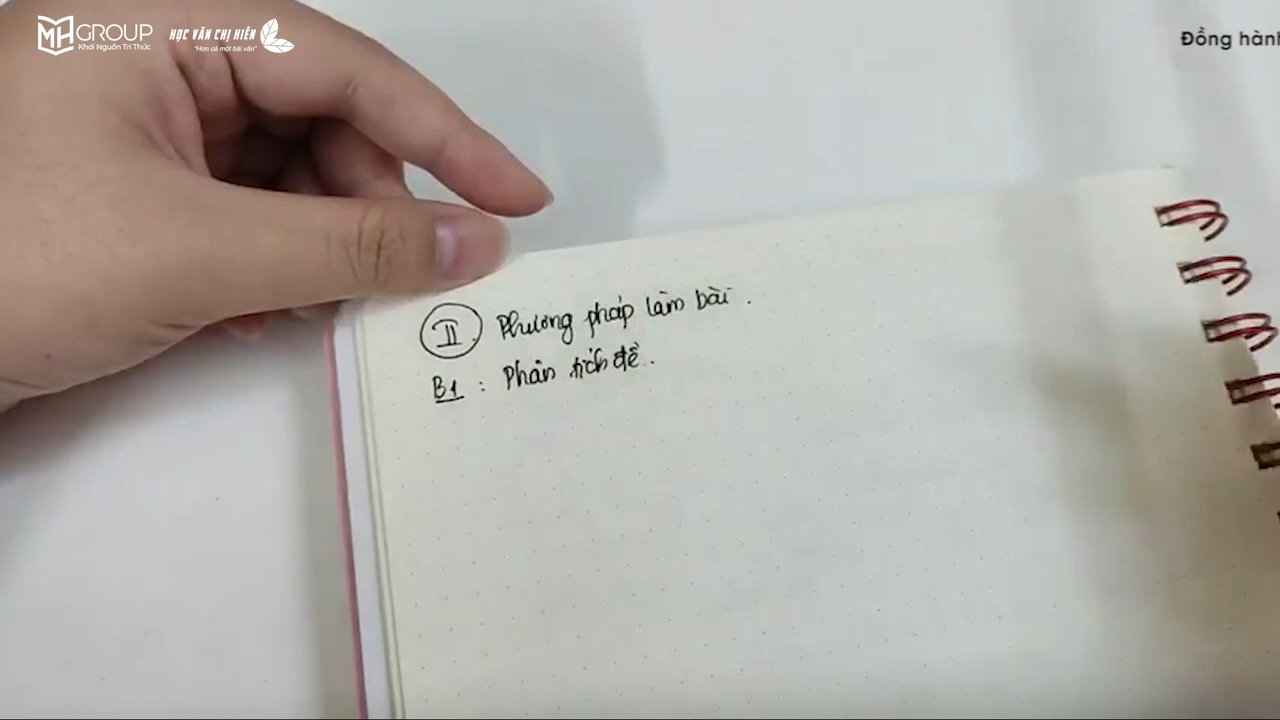 MH GROUP
Khơi Nguồn Tri Thức
HỌC VĂN CHỊ HIÊN
"Hơn cả một bài văn"
Đồng hành
II. Phương pháp làm bài.
B1: Phân tích đề.